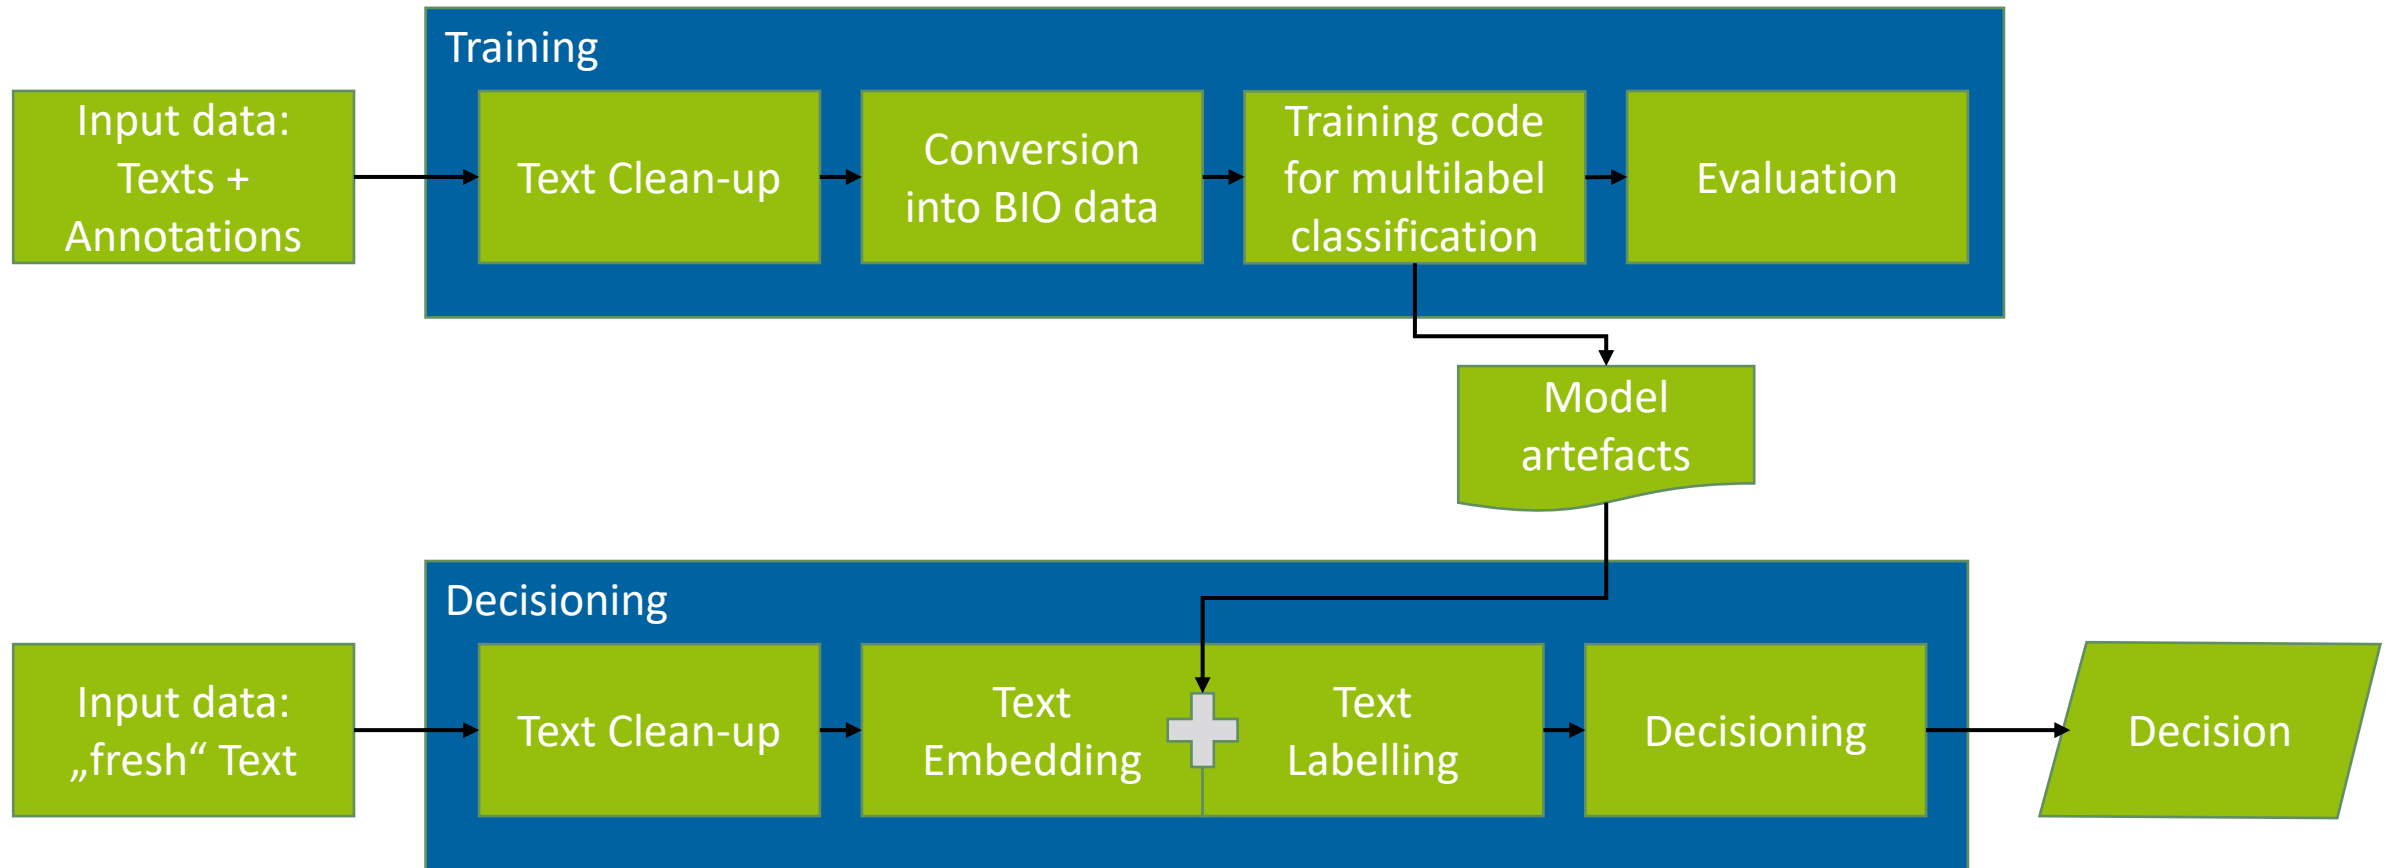 Training
Input data:
Texts +
Annotations
Text Clean-up
Conversion
into BIO data
Training code
for multilabel
classification
Evaluation
Model
artefacts
Decisioning
Input data:
„fresh“ Text
Text Clean-up
Text
Embedding
Text
Labelling
Decisioning
Decision